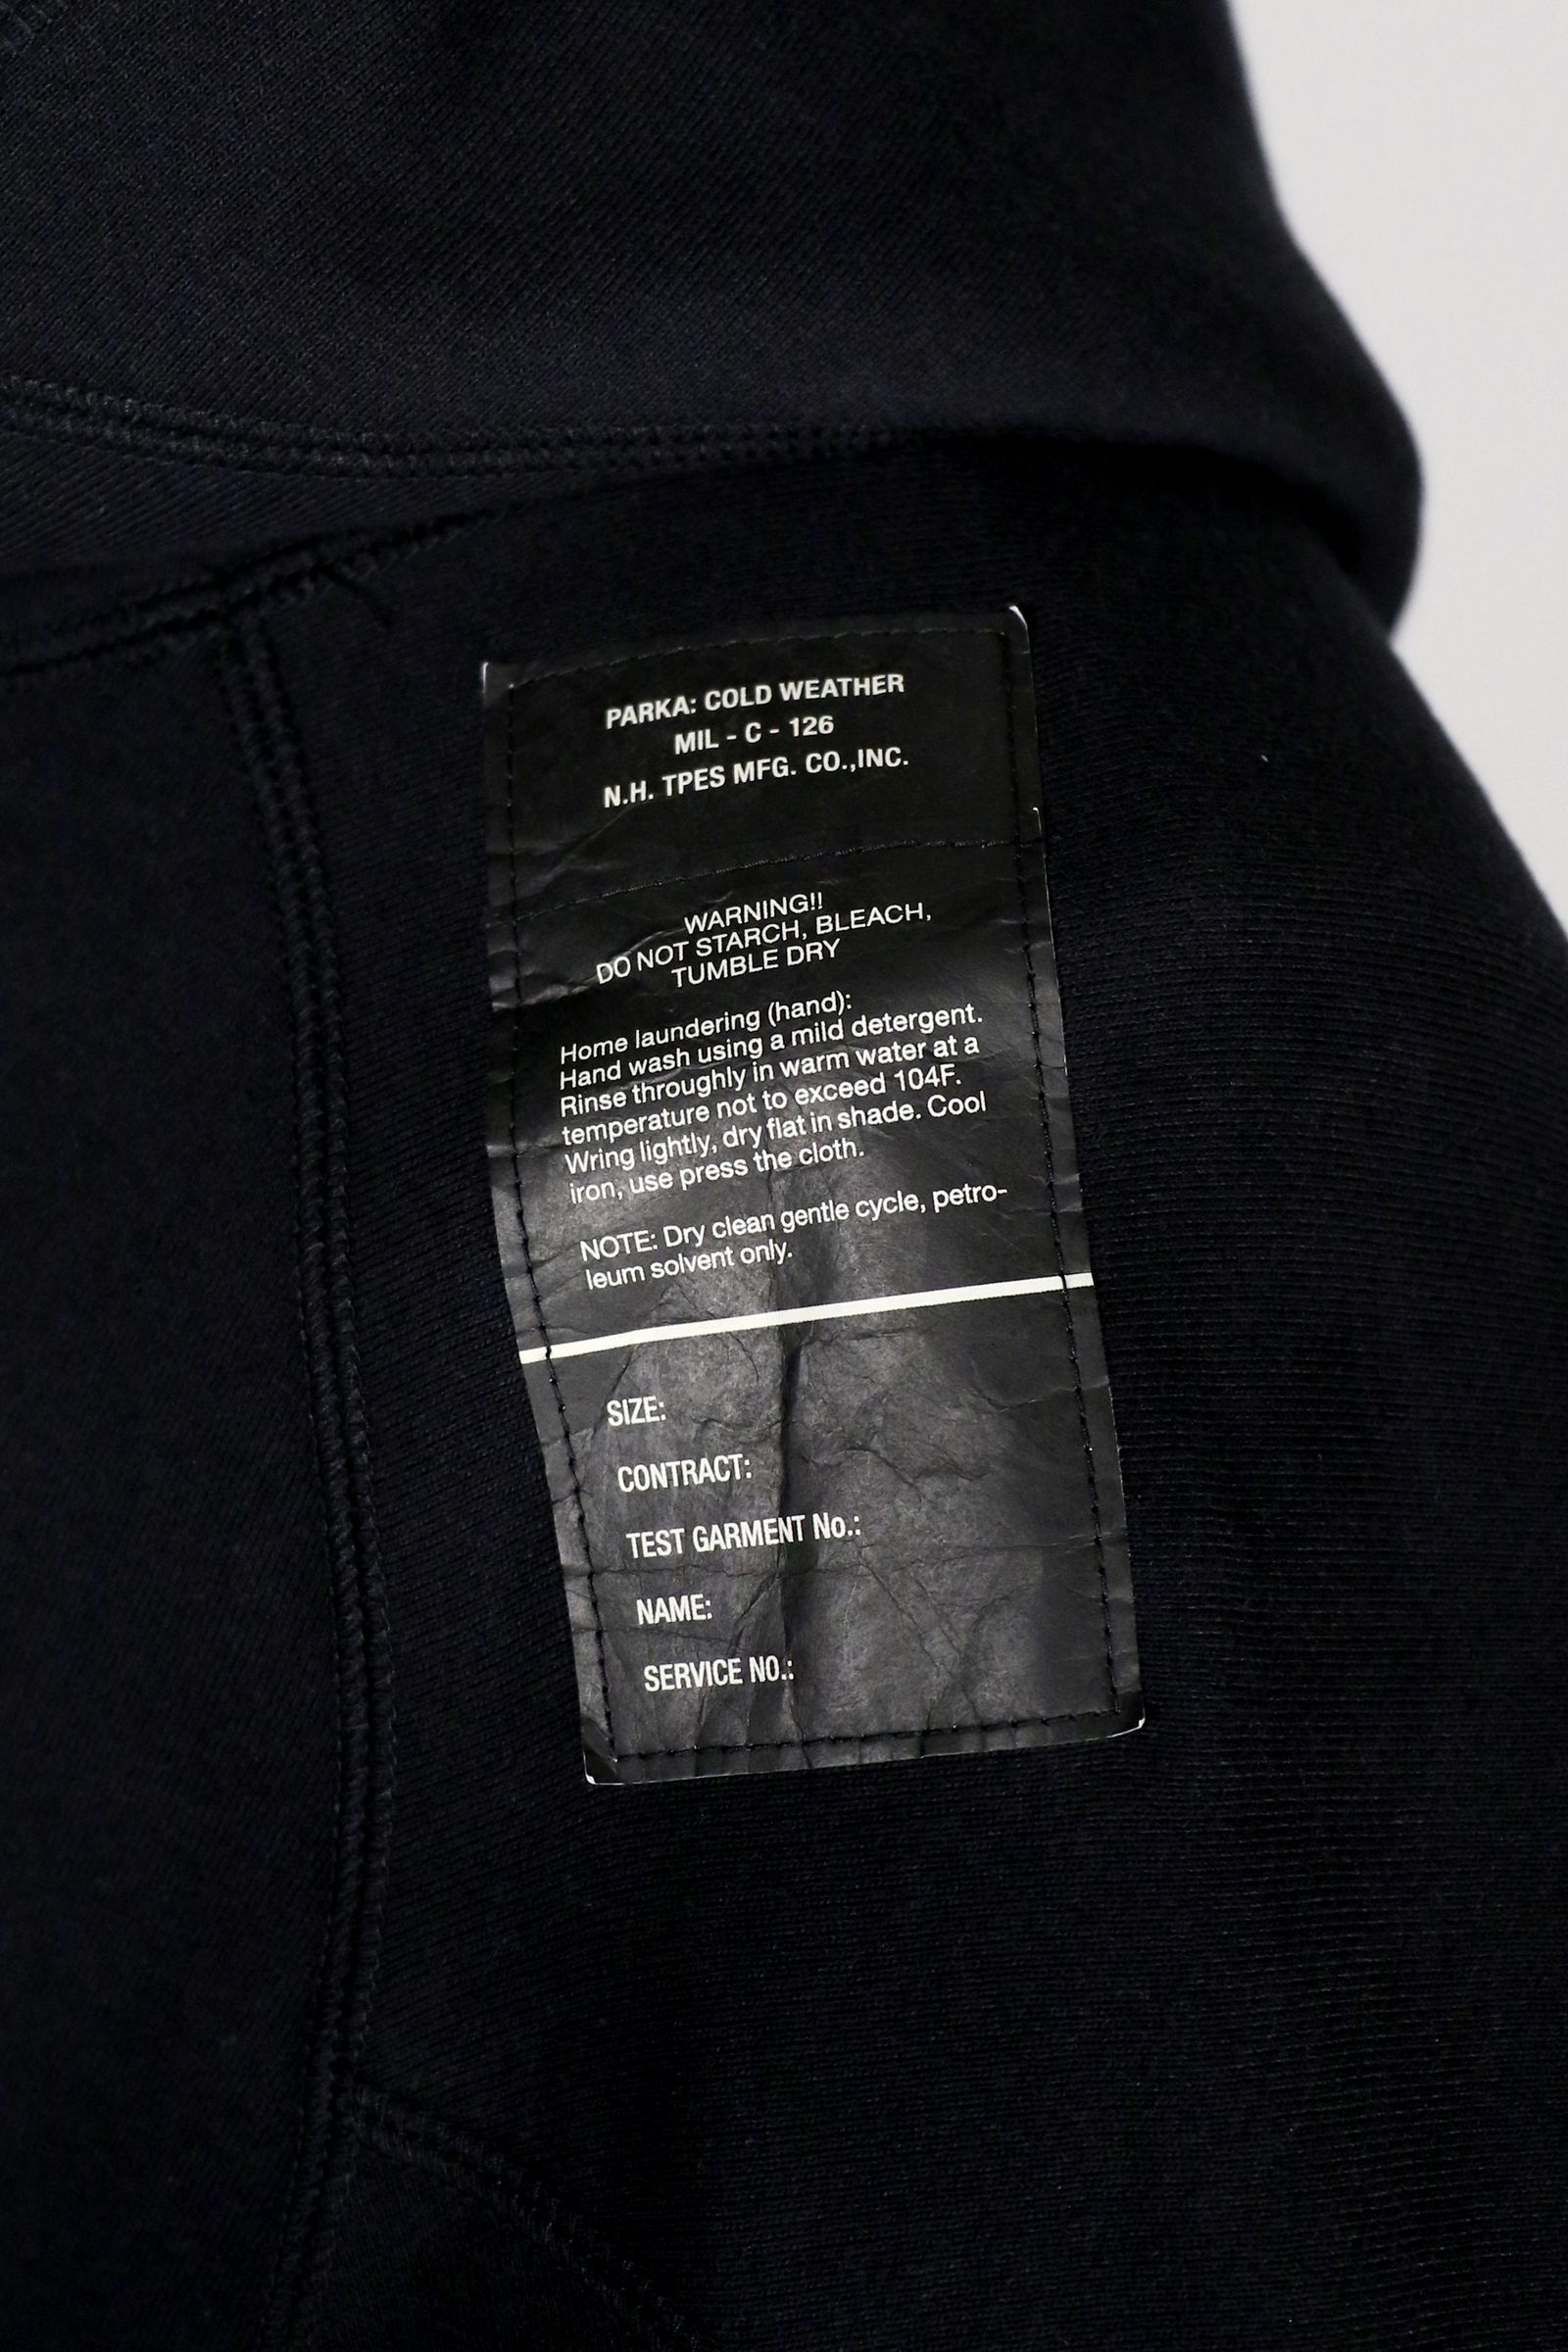 PARKA: COLD WEATHER
MIL - C - 126
N.H. TPES MFG. CO.,INC.
WARNING!!
DO NOT STARCH, BLEACH,
TUMBLE DRY
Home laundering (hand):
Hand wash using a mild detergent.
Rinse throughly in warm water at a
temperature not to exceed 104F.
Wring lightly, dry flat in shade. Cool
iron, use press the cloth.
NOTE: Dry clean gentle cycle, petro-
leum solvent only.
SIZE:
CONTRACT:
TEST GARMENT No.:
NAME:
SERVICE NO.: